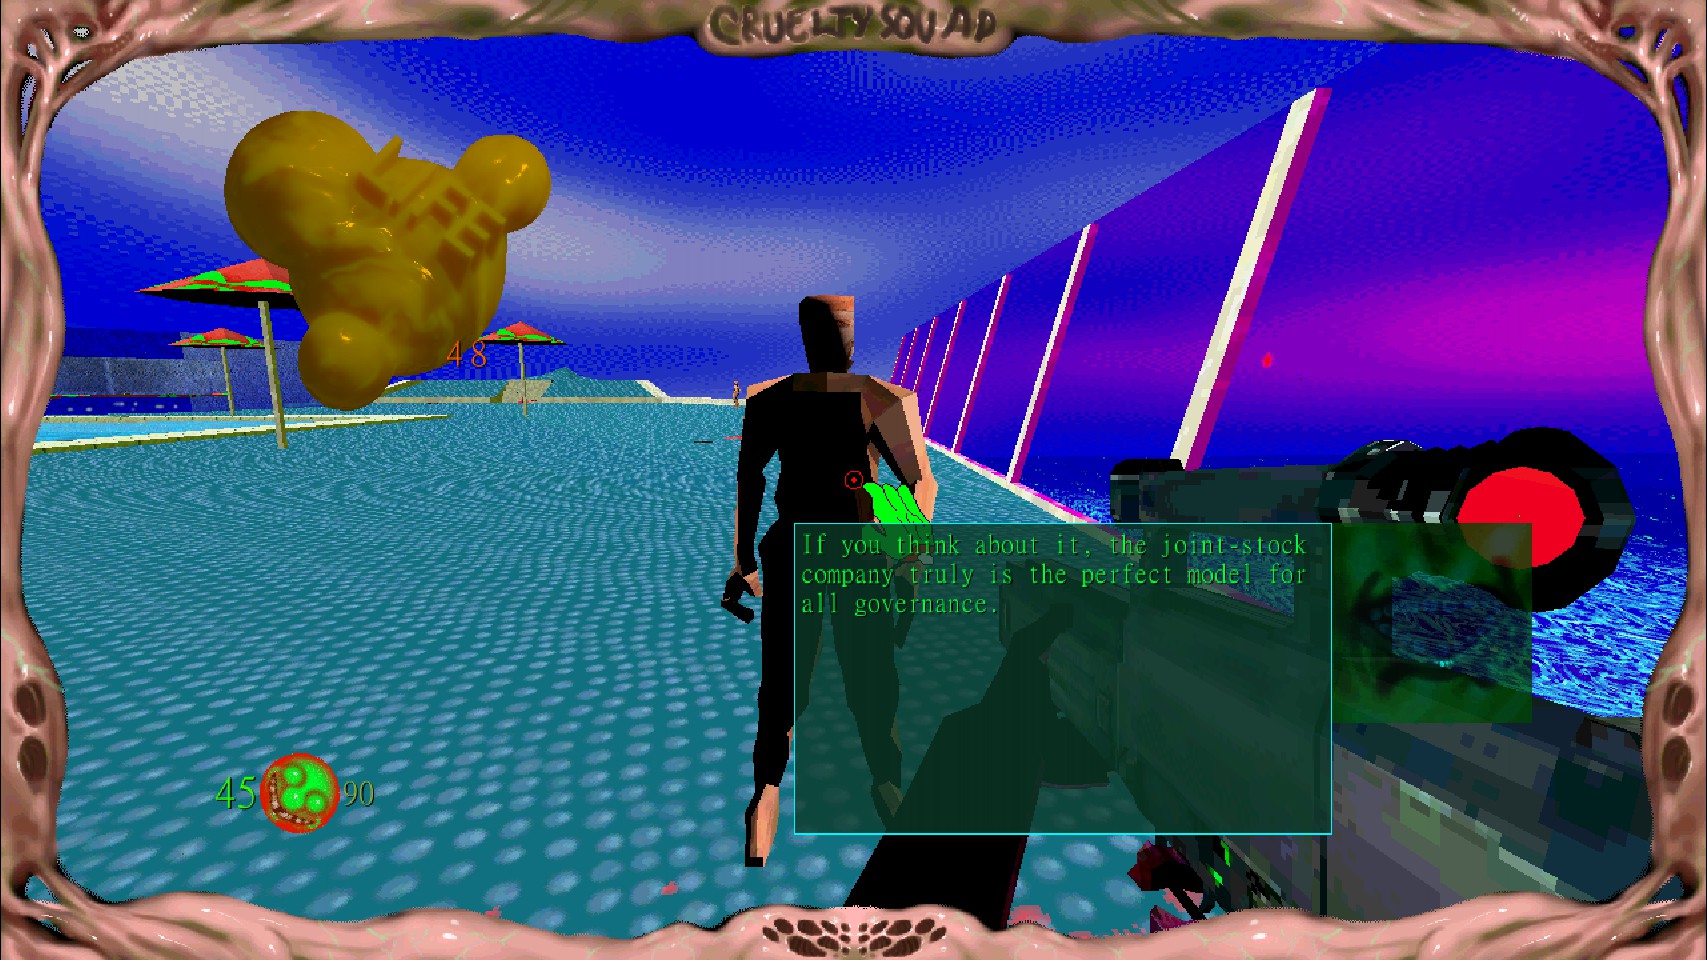 CRUELTY SQUAD
LIFE
48
If you think about it, the joint-stock
company truly is the perfect model for
all governance.
45 90